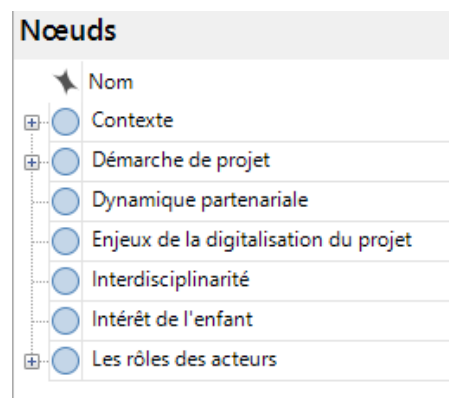 Nœuds
Nom
Contexte
Démarche de projet
Dynamique partenariale
Enjeux de la digitalisation du projet
Interdisciplinarité
Intérêt de l'enfant
Les rôles des acteurs